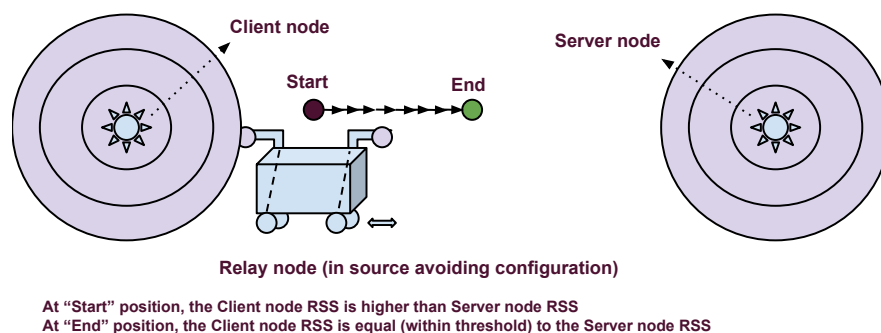 Client node
Server node
Start
End
Relay node (in source avoiding configuration)
At “Start” position, the Client node RSS is higher than Server node RSS
At “End” position, the Client node RSS is equal (within threshold) to the Server node RSS